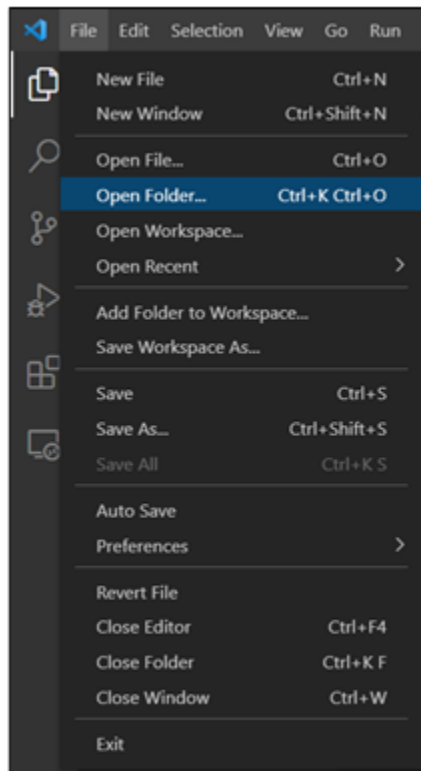 File Edit Selection View Go Run
New File Ctrl+N
New Window Ctrl+Shift+N
Open File... Ctrl+O
Open Folder... Ctrl+K Ctrl+O
Open Workspace...
Open Recent
Add Folder to Workspace...
Save Workspace As...
Save Ctrl+S
Save As... Ctrl+Shift+S
Save All Ctrl+K S
Auto Save
Preferences
Revert File
Close Editor Ctrl+F4
Close Folder Ctrl+K F
Close Window Ctrl+W
Exit